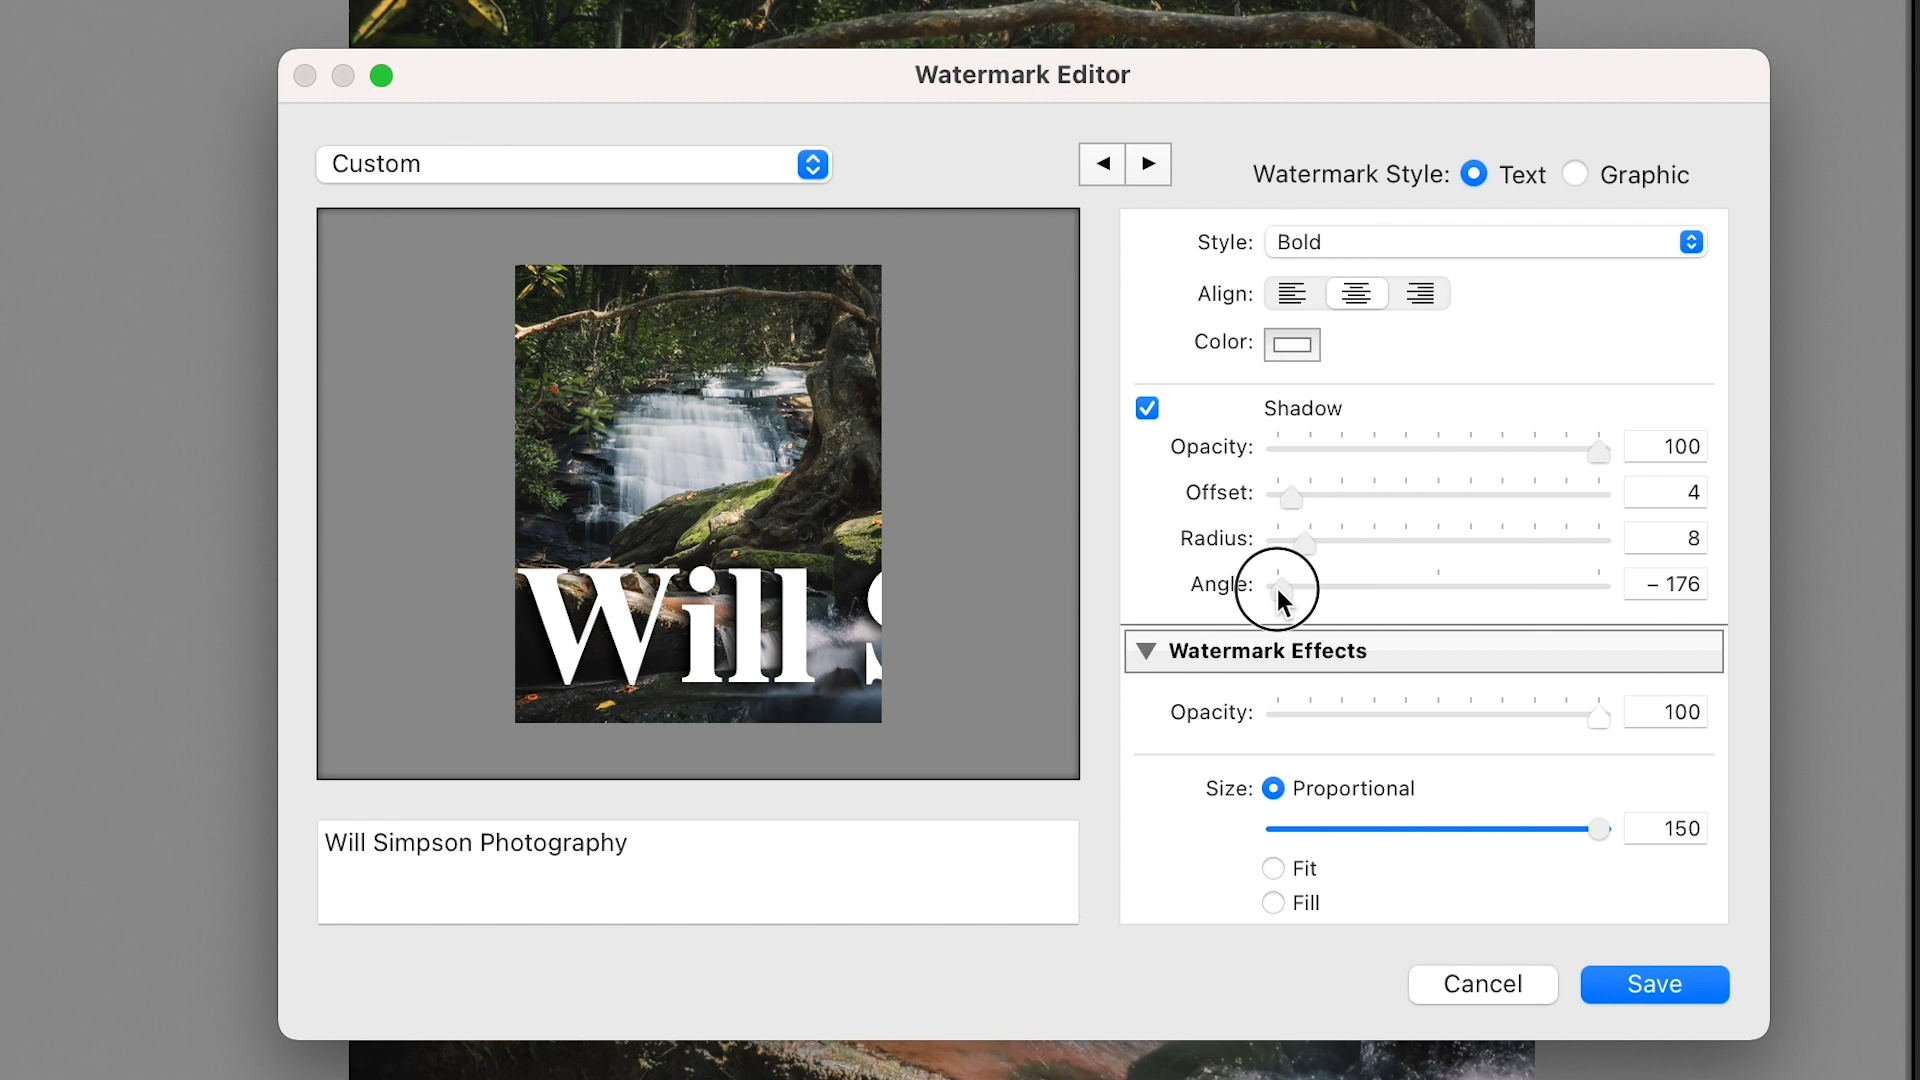 Watermark Editor
Custom
Watermark Style: Text Graphic
Style: Bold
Align:
Color:
Shadow
Opacity: 100
Offset: 4
Radius: 8
Angle: – 176
Watermark Effects
Opacity: 100
Size: Proportional
150
Fit
Fill
Will S
Will Simpson Photography
Cancel Save